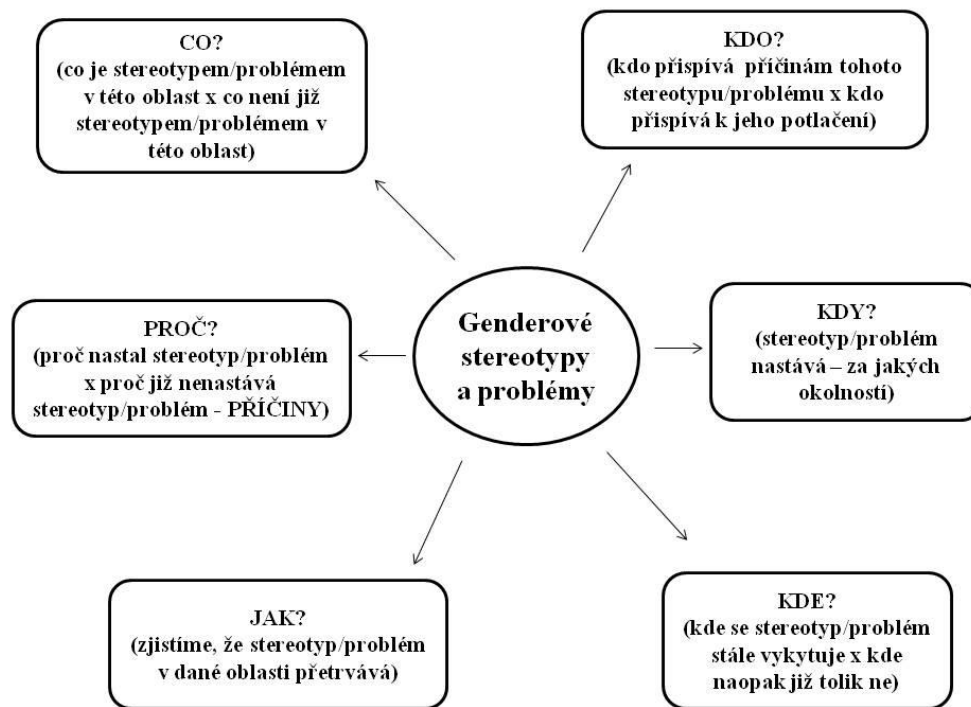 CO?
(co je stereotypem/problémem
v této oblast x co není již
stereotypem/problémem v
této oblast)
KDO?
(kdo přispívá  příčinám tohoto
stereotypu/problému x kdo
přispívá k jeho potlačení)
PROČ?
(proč nastal stereotyp/problém
x proč již nenastává
stereotyp/problém - PŘÍČINY)
Genderové
stereotypy
a problémy
KDY?
(stereotyp/problém
nastává – za jakých
okolností)
JAK?
(zjistíme, že stereotyp/problém
v dané oblasti přetrvává)
KDE?
(kde se stereotyp/problém
stále vykytuje x kde
naopak již tolik ne)